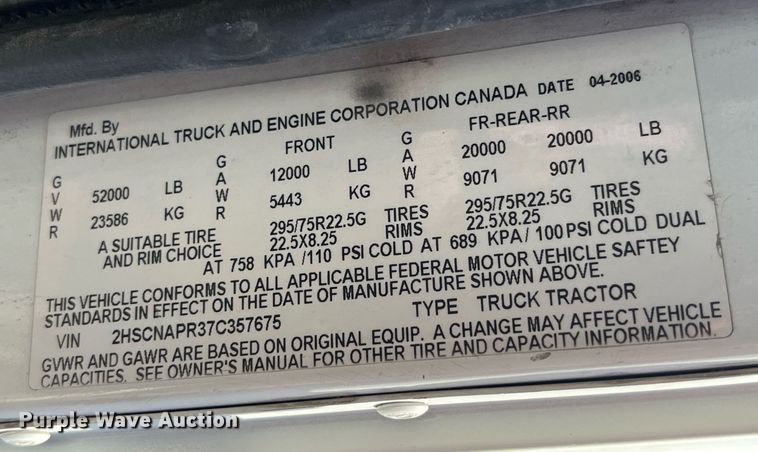 Mfd. By
INTERNATIONAL TRUCK AND ENGINE CORPORATION CANADA DATE 04-2006
GVWR 52000 LB GAWR FRONT 12000 LB GAWR FR-REAR-RR 20000 20000 LB
23586 KG 5443 KG 9071 9071 KG
A SUITABLE TIRE 295/75R22.5G TIRES 295/75R22.5G TIRES
AND RIM CHOICE 22.5X8.25 RIMS 22.5X8.25 RIMS
AT 758 KPA /110 PSI COLD AT 689 KPA/ 100PSI COLD DUAL
THIS VEHICLE CONFORMS TO ALL APPLICABLE FEDERAL MOTOR VEHICLE SAFTEY
STANDARDS IN EFFECT ON THE DATE OF MANUFACTURE SHOWN ABOVE.
VIN 2HSCNAPR37C357675 TYPE TRUCK TRACTOR
GVWR AND GAWR ARE BASED ON ORIGINAL EQUIP. A CHANGE MAY AFFECT VEHICLE
CAPACITIES. SEE OWNER'S MANUAL FOR OTHER TIRE AND CAPACITY INFORMATION.
Purple Wave Auction